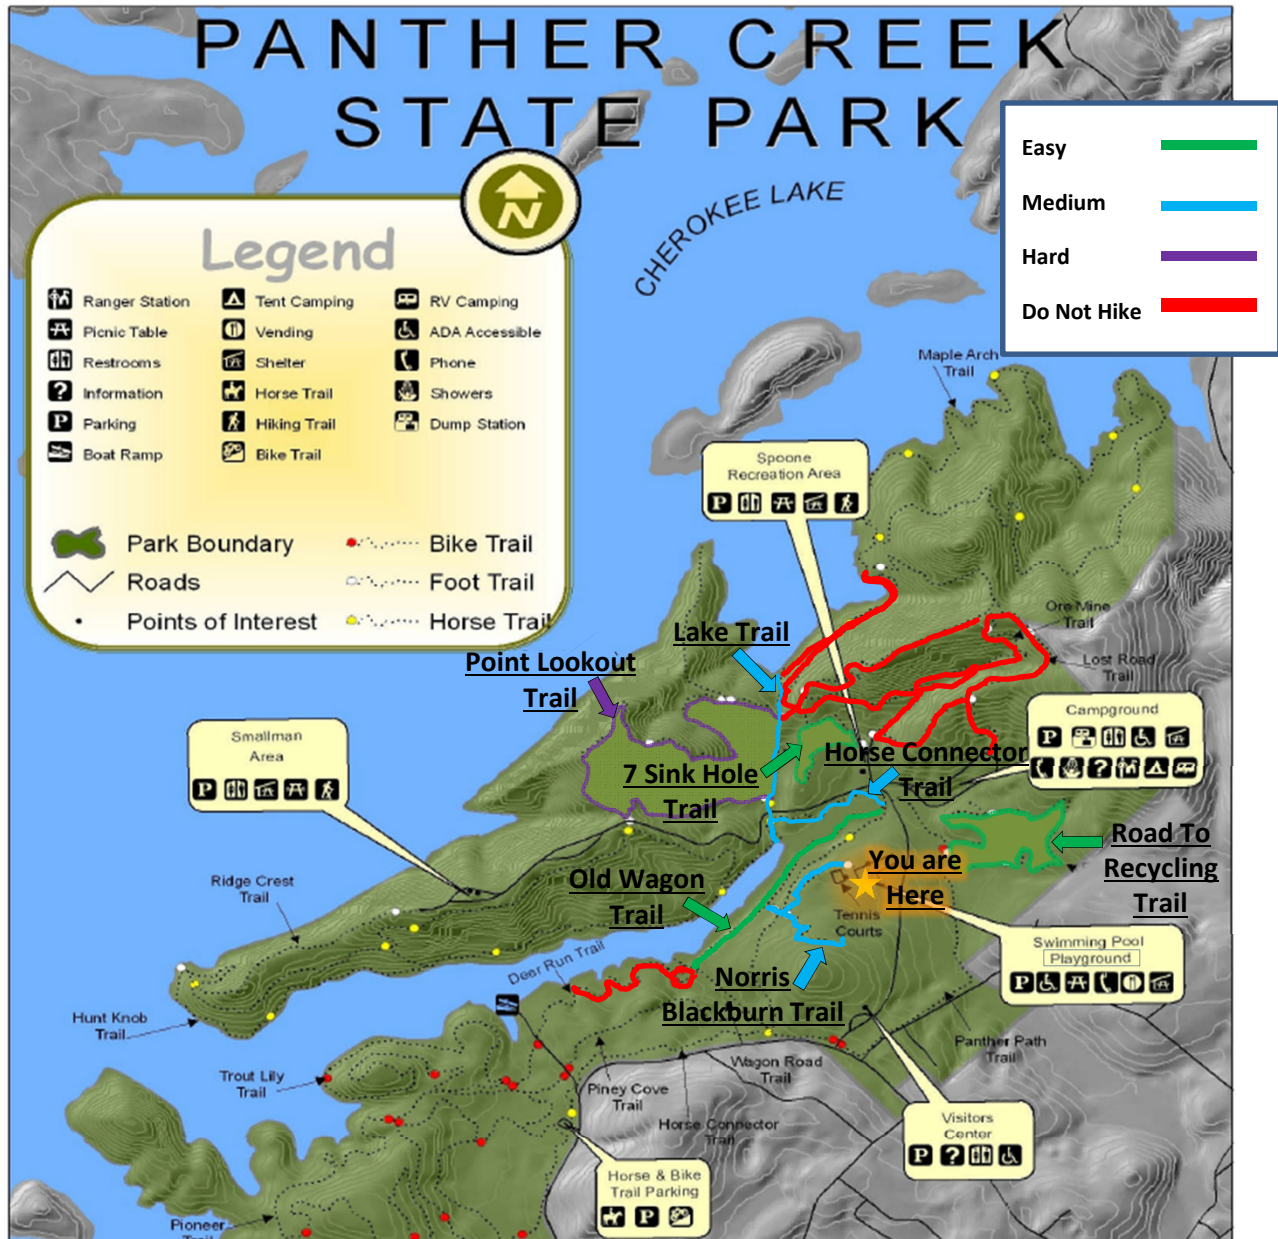 PANTHER CREEK
STATE PARK
Easy
Medium
Hard
Do Not Hike
N
CHEROKEE LAKE
Legend
Ranger Station
Tent Camping
RV Camping
Picnic Table
Vending
ADA Accessible
Restrooms
Shelter
Phone
Information
Horse Trail
Showers
Parking
Hiking Trail
Dump Station
Boat Ramp
Bike Trail
Park Boundary
Bike Trail
Roads
Foot Trail
Points of Interest
Horse Trail
Maple Arch
Trail
Spoone
Recreation Area
P
Ore Mine
Trail
Lost Road
Trail
Lake Trail
Point Lookout
Trail
Campground
P
?
Smallman
Area
P
7 Sink Hole
Trail
Horse Connector
Trail
Road To
Recycling
Trail
You are
Here
Tennis
Courts
Ridge Crest
Trail
Old Wagon
Trail
Swimming Pool
Playground
P
Dear Run Trail
Norris
Blackburn Trail
Hunt Knob
Trail
Panther Path
Trail
Wagon Road
Trail
Trout Lily
Trail
Piney Cove
Trail
Horse Connector
Trail
Visitors
Center
P ?
Horse & Bike
Trail Parking
P
Pioneer